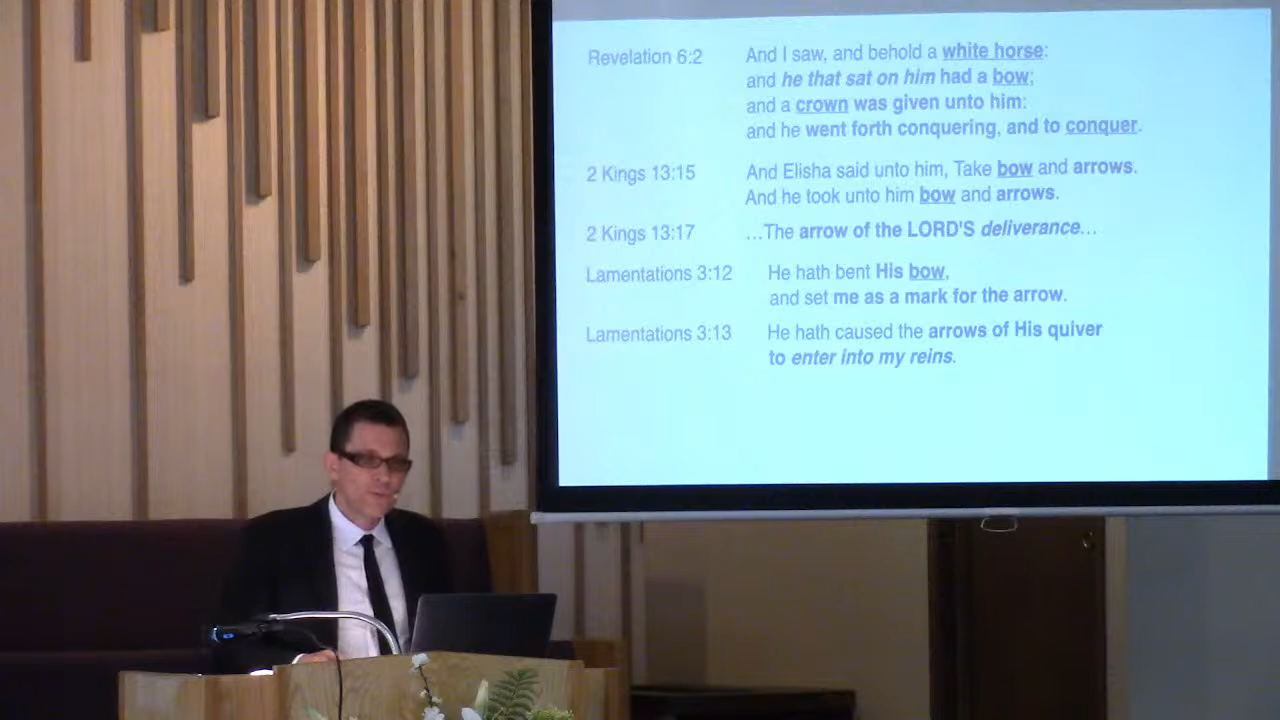 Revelation 6:2 And I saw, and behold a white horse:
and he that sat on him had a bow;
and a crown was given unto him:
and he went forth conquering, and to conquer.
2 Kings 13:15 And Elisha said unto him, Take bow and arrows.
And he took unto him bow and arrows.
2 Kings 13:17 …The arrow of the LORD'S deliverance…
Lamentations 3:12 He hath bent His bow,
and set me as a mark for the arrow.
Lamentations 3:13 He hath caused the arrows of His quiver
to enter into my reins.